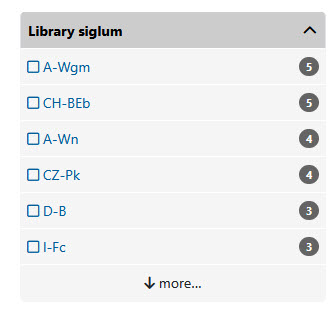 Library siglum
A-Wgm 5
CH-BEb 5
A-Wn 4
CZ-Pk 4
D-B 3
I-Fc 3
more...